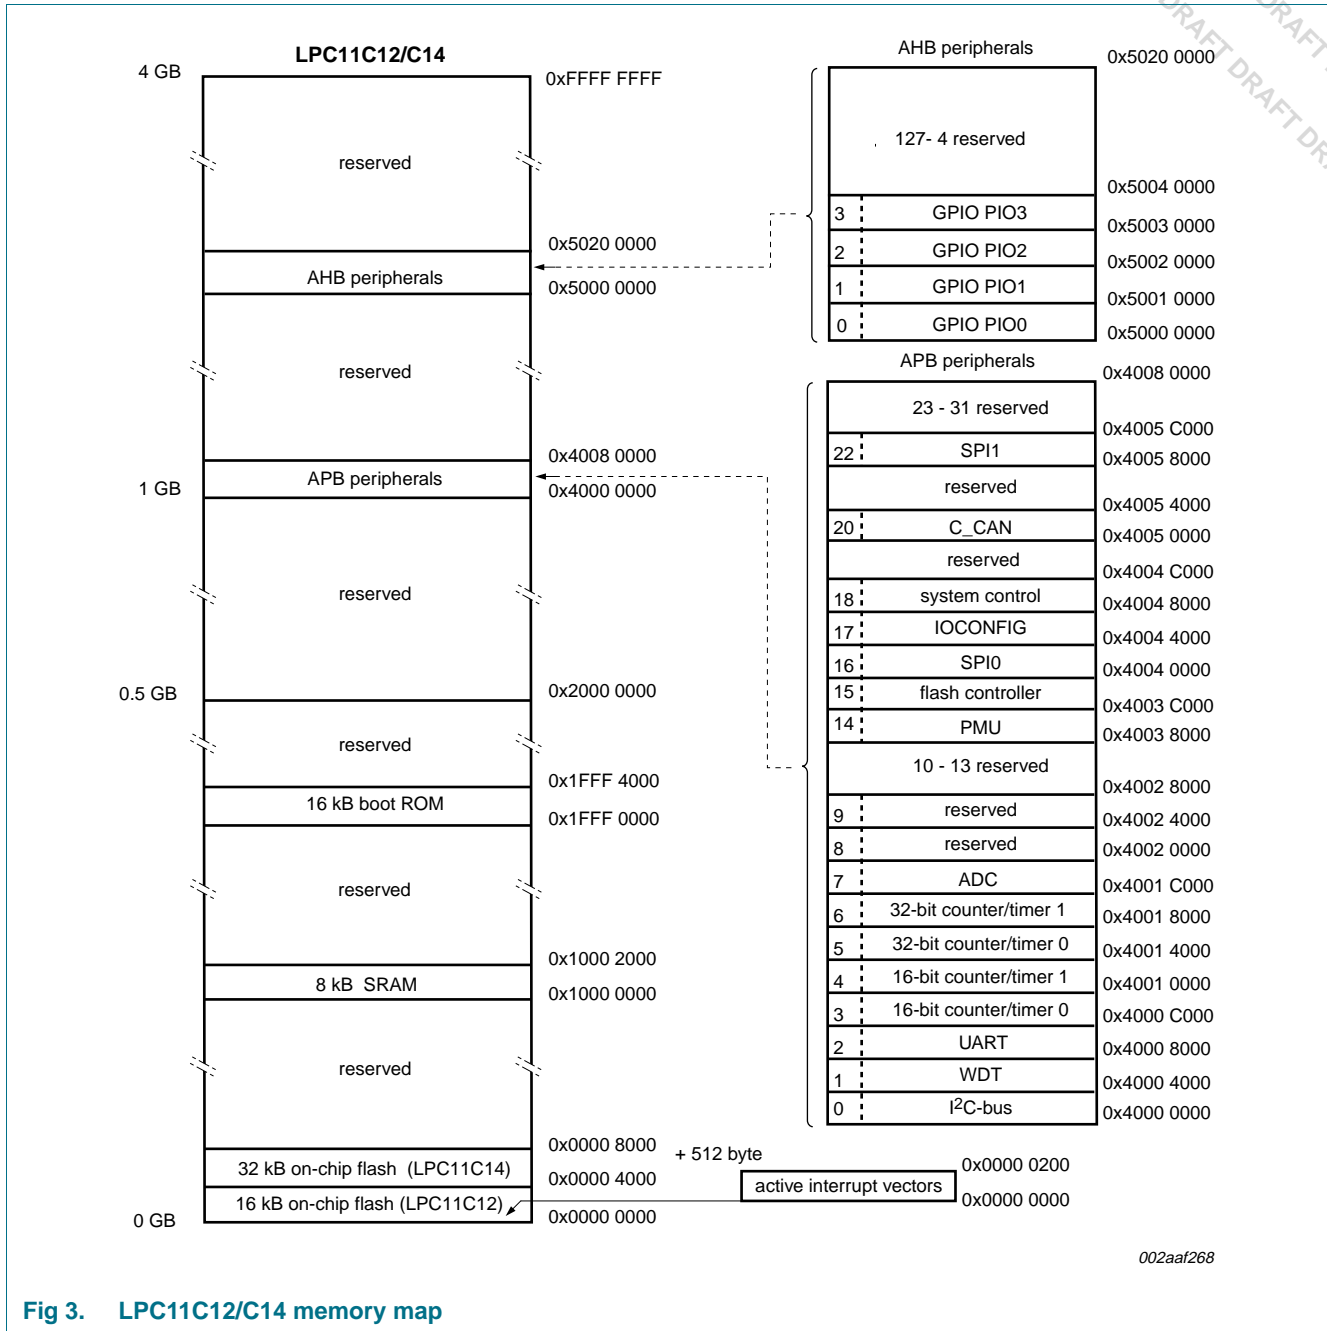 LPC11C12/C14
4 GB
0xFFFF FFFF
reserved
0x5020 0000
AHB peripherals
0x5000 0000
reserved
0x4008 0000
APB peripherals
1 GB
0x4000 0000
reserved
0.5 GB
0x2000 0000
reserved
0x1FFF 4000
16 kB boot ROM
0x1FFF 0000
reserved
0x1000 2000
8 kB SRAM
0x1000 0000
reserved
0x0000 8000
32 kB on-chip flash (LPC11C14)
0x0000 4000
16 kB on-chip flash (LPC11C12)
0 GB
0x0000 0000
+ 512 byte
active interrupt vectors
0x0000 0200
0x0000 0000
AHB peripherals
0x5020 0000
127- 4 reserved
0x5004 0000
3 GPIO PIO3
0x5003 0000
2 GPIO PIO2
0x5002 0000
1 GPIO PIO1
0x5001 0000
0 GPIO PIO0
0x5000 0000
APB peripherals
0x4008 0000
23 - 31 reserved
0x4005 C000
22 SPI1
0x4005 8000
reserved
0x4005 4000
20 C_CAN
0x4005 0000
reserved
0x4004 C000
18 system control
0x4004 8000
17 IOCONFIG
0x4004 4000
16 SPI0
0x4004 0000
15 flash controller
0x4003 C000
14 PMU
0x4003 8000
10 - 13 reserved
0x4002 8000
9 reserved
0x4002 4000
8 reserved
0x4002 0000
7 ADC
0x4001 C000
6 32-bit counter/timer 1
0x4001 8000
5 32-bit counter/timer 0
0x4001 4000
4 16-bit counter/timer 1
0x4001 0000
3 16-bit counter/timer 0
0x4000 C000
2 UART
0x4000 8000
1 WDT
0x4000 4000
0 I2C-bus
0x4000 0000
002aaf268
Fig 3. LPC11C12/C14 memory map
DRAFT DRAFT
DRAFT